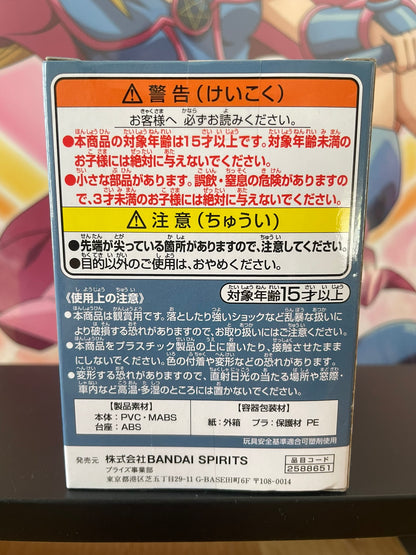 ⚠警告(けいこく)
お客様へ 必ずお読みください。
●本商品の対象年齢は15才以上です。対象年齢未満の
お子様には絶対に与えないでください。
●小さな部品があります。誤飲・窒息の危険がありますの
で、3才未満のお子様には絶対に与えないでください。
⚠注意(ちゅうい)
●先端が尖っている箇所がありますので、注意してください。
●目的以外のご使用は、おやめください。
《使用上の注意》
対象年齢15才以上
・本商品は観賞用です。落としたり強いショックなど乱暴な扱いに
より破損する恐れがありますので、お取り扱いにはご注意ください。
・本商品をプラスチック製品の上に置いたり、接触させたままに
しないでください。色の付着や変形などの恐れがあります。
・変形する恐れがありますので、直射日光の当たる場所や窓際・
車内など高温・多湿のところには置かないでください。
【製品素材】
本体:PVC・MABS
台座:ABS
【容器包装材】
紙:外箱 プラ:保護材 PE
玩具安全基準適合可塑剤使用
発売元 株式会社BANDAI SPIRITS
プライズ事業部
東京都港区芝五丁目29-11 G-BASE田町6F 〒108-0014
品目コード
2588651